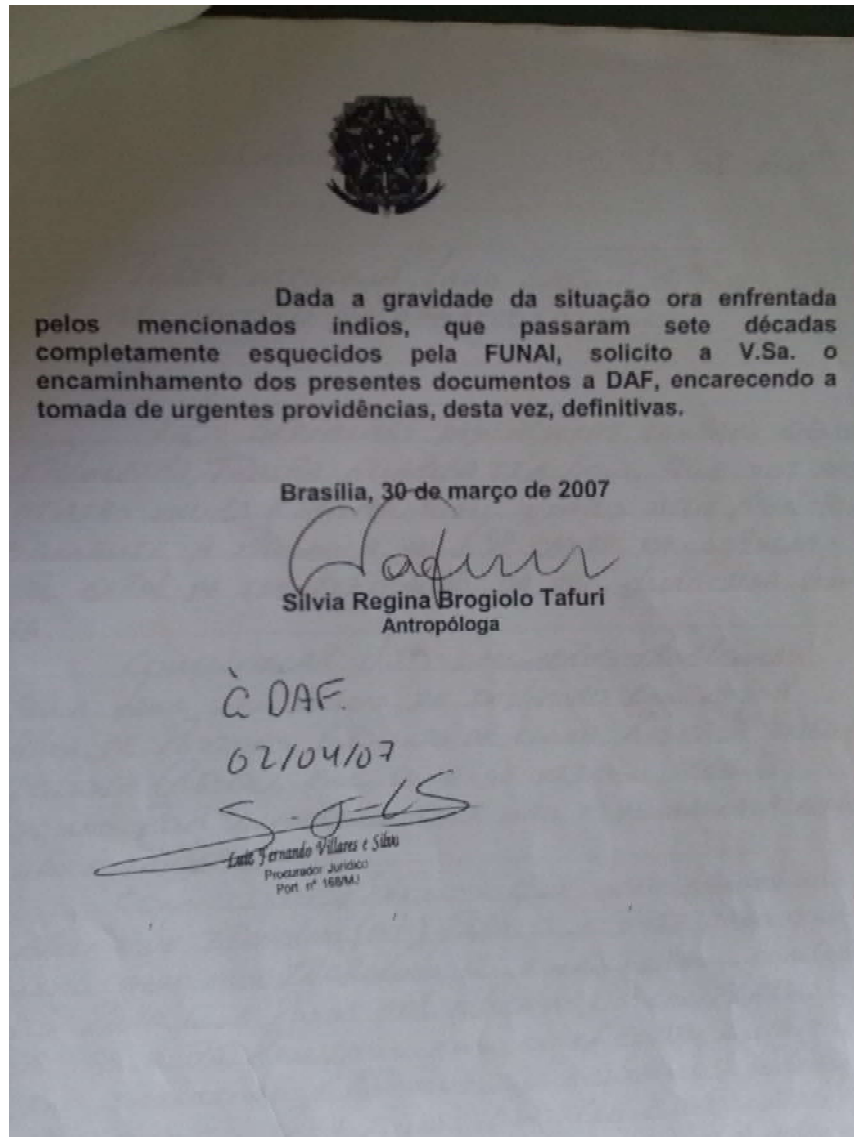 Dada a gravidade da situação ora enfrentada
pelos mencionados índios, que passaram sete décadas
completamente esquecidos pela FUNAI, solicito a V.Sa. o
encaminhamento dos presentes documentos a DAF, encarecendo a
tomada de urgentes providências, desta vez, definitivas.
Brasília, 30 de março de 2007
Silvia Regina Brogiolo Tafuri
Antropóloga
À DAF.
02/04/07
Luiz Fernando Villares e Silva
Procurador Jurídico
Port. nº 168/MJ